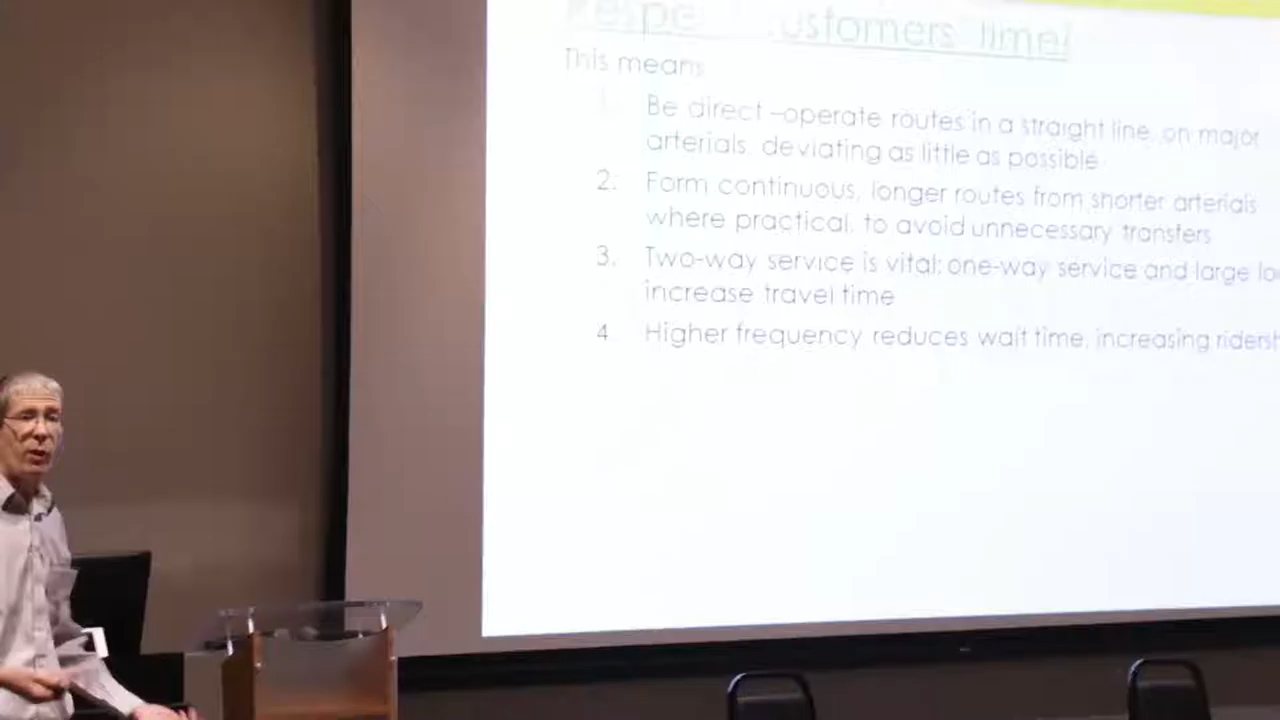 customers' time!
This means
1. Be direct –operate routes in a straight line, on major
arterials, deviating as little as possible
2. Form continuous, longer routes from shorter arterials
where practical, to avoid unnecessary transfers
3. Two-way service is vital; one-way service and large
increase travel time
4. Higher frequency reduces wait time, increasing